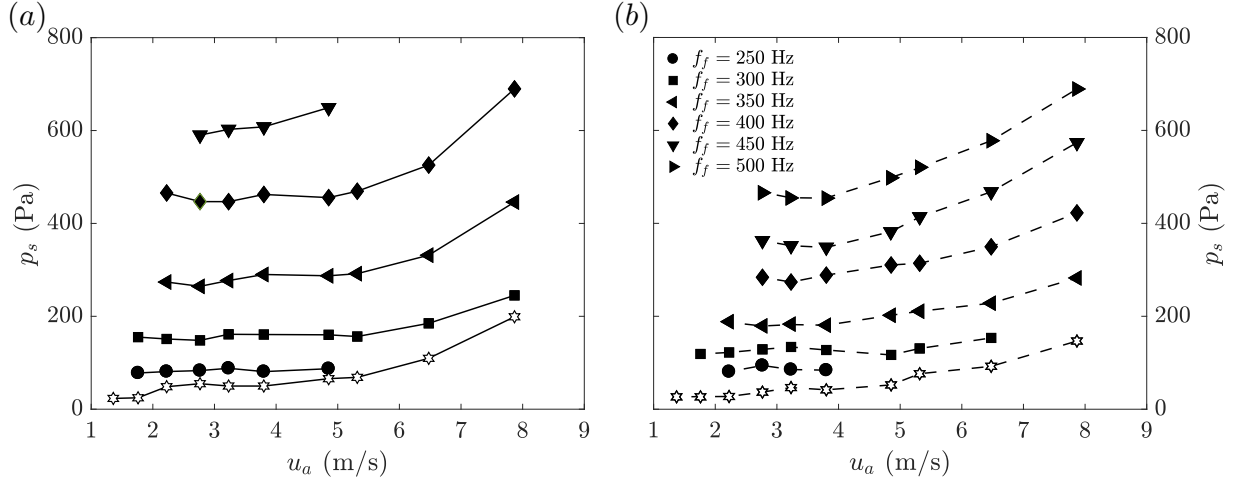 (a)
800
600
400
200
0
p_s (Pa)
1 2 3 4 5 6 7 8 9
u_a (m/s)
(b)
f_f = 250 Hz
f_f = 300 Hz
f_f = 350 Hz
f_f = 400 Hz
f_f = 450 Hz
f_f = 500 Hz
800
600
400
200
0
p_s (Pa)
1 2 3 4 5 6 7 8 9
u_a (m/s)